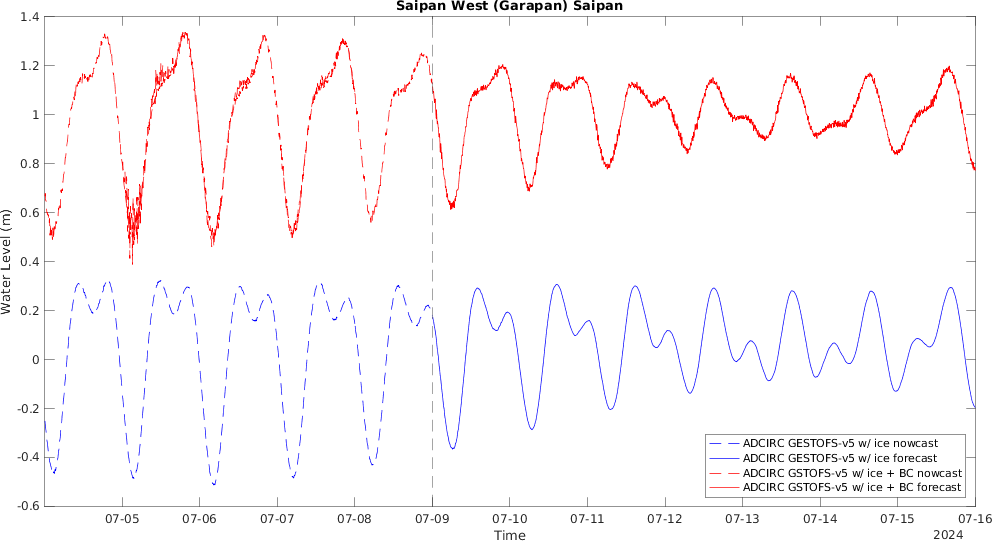 Saipan West (Garapan) Saipan
1.4
1.2
1
0.8
0.6
0.4
0.2
0
-0.2
-0.4
-0.6
Water Level (m)
ADCIRC GESTOFS-v5 w/ ice nowcast
ADCIRC GESTOFS-v5 w/ ice forecast
ADCIRC GSTOFS-v5 w/ ice + BC nowcast
ADCIRC GSTOFS-v5 w/ ice + BC forecast
07-05 07-06 07-07 07-08 07-09 07-10 07-11 07-12 07-13 07-14 07-15 07-16
Time
2024